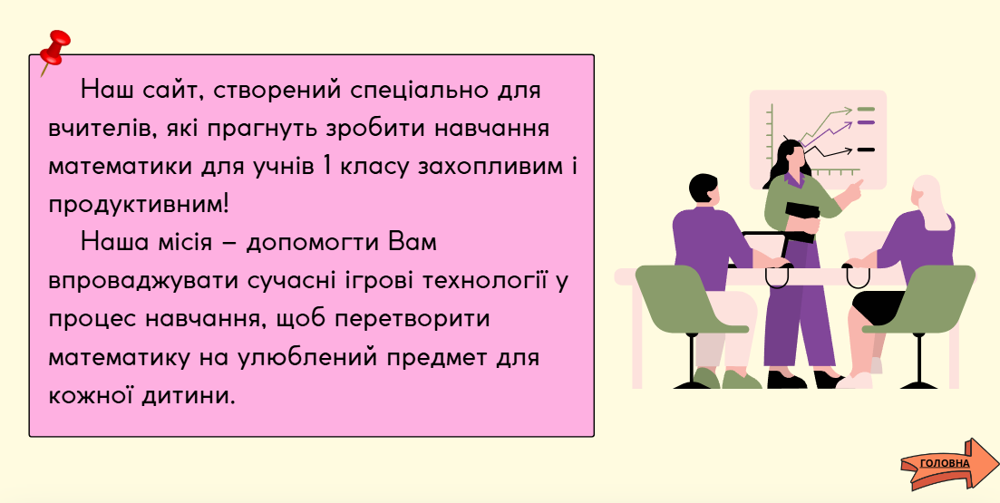 Наш сайт, створений спеціально для
вчителів, які прагнуть зробити навчання
математики для учнів 1 класу захопливим і
продуктивним!
Наша місія – допомогти Вам
впроваджувати сучасні ігрові технології у
процес навчання, щоб перетворити
математику на улюблений предмет для
кожної дитини.
ГОЛОВНА